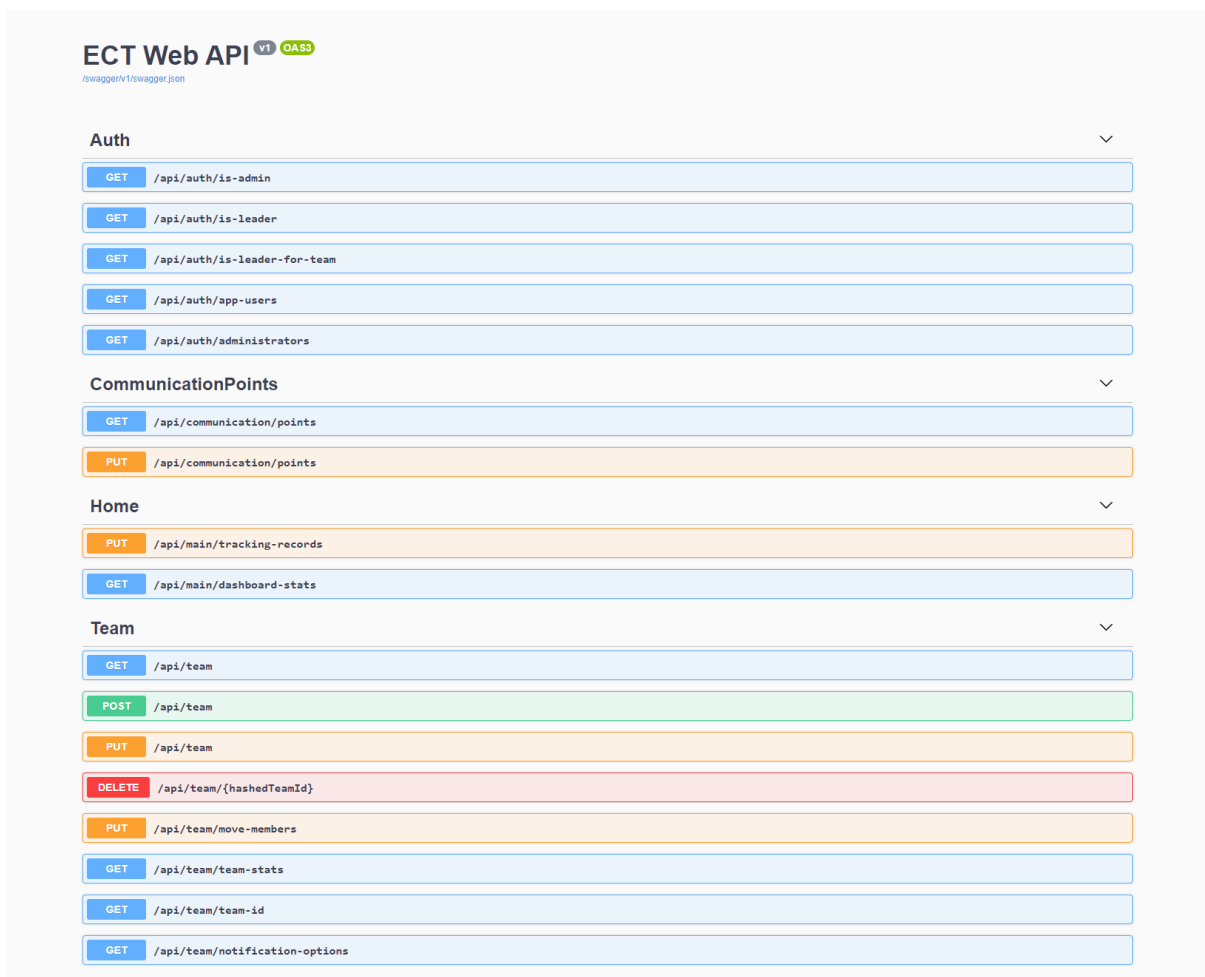 ECT Web API v1 OAS3
/swagger/v1/swagger.json
Auth
GET /api/auth/is-admin
GET /api/auth/is-leader
GET /api/auth/is-leader-for-team
GET /api/auth/app-users
GET /api/auth/administrators
CommunicationPoints
GET /api/communication/points
PUT /api/communication/points
Home
PUT /api/main/tracking-records
GET /api/main/dashboard-stats
Team
GET /api/team
POST /api/team
PUT /api/team
DELETE /api/team/{hashedTeamId}
PUT /api/team/move-members
GET /api/team/team-stats
GET /api/team/team-id
GET /api/team/notification-options